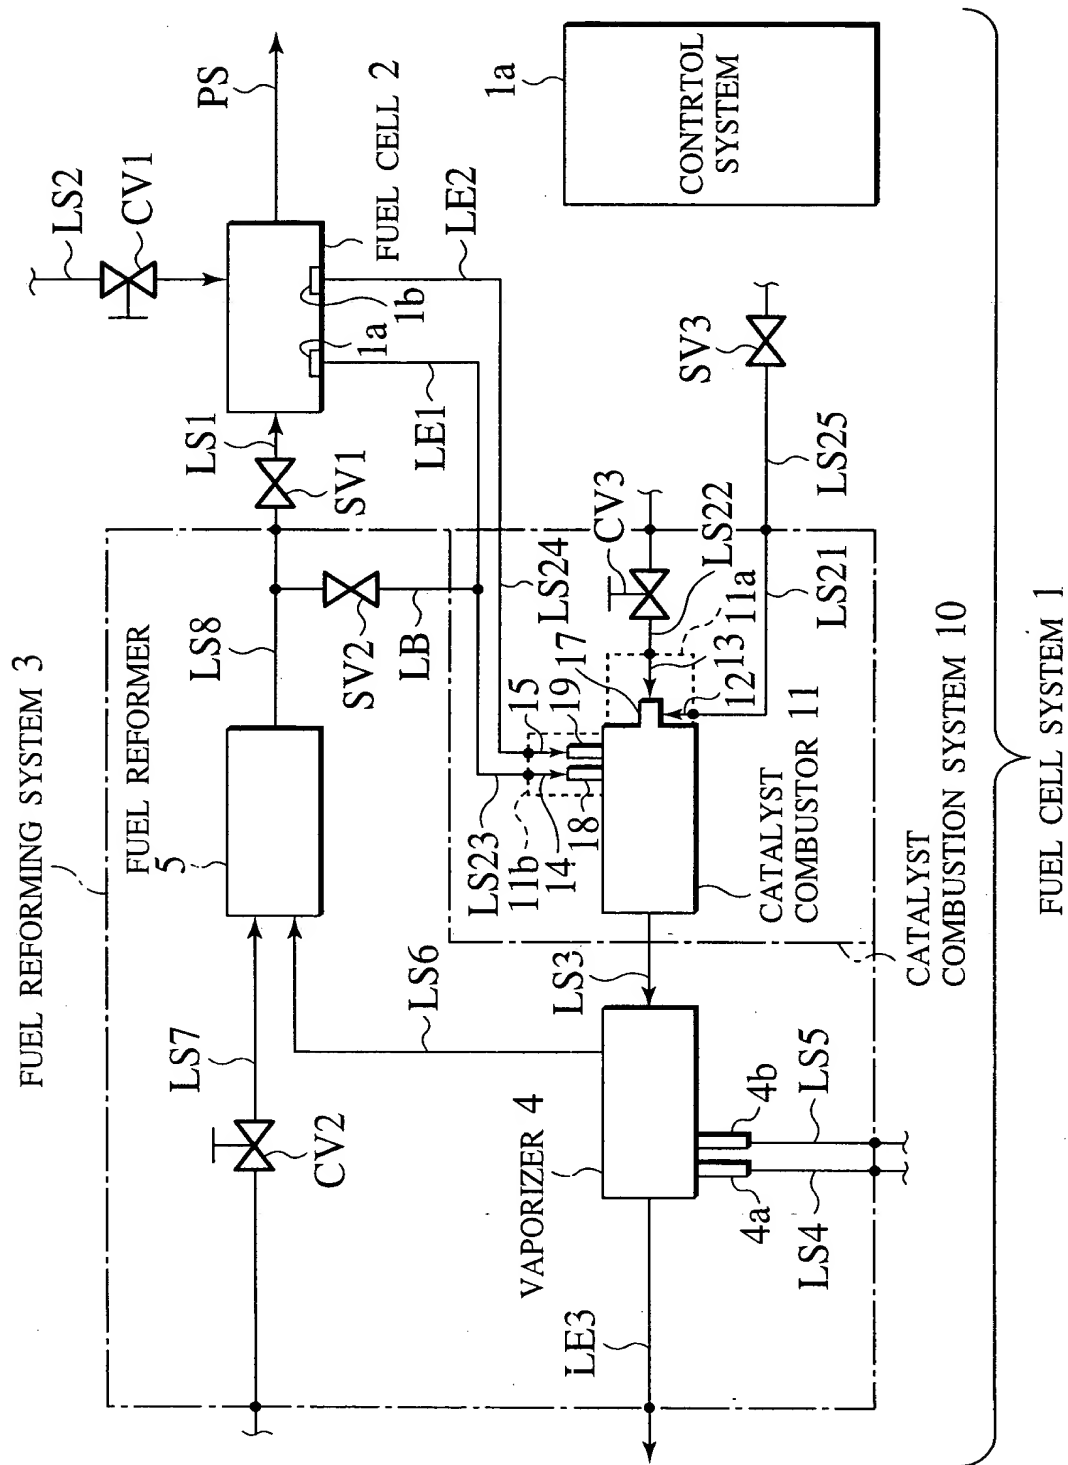 FUEL REFORMING SYSTEM 3
LS7
CV2
FUEL REFORMER
5
LS6
LS8
SV2
LB
LS1
SV1
LS2
CV1
PS
FUEL CELL 2
1a
1b
LE1
LE2
1a
CONTRTOL
SYSTEM
LS24
LS23
11b
14
15
18
19
17
CV3
LS22
11a
13
12
SV3
LS25
LS21
CATALYST
COMBUSTOR 11
LS3
VAPORIZER 4
LE3
4a
4b
LS4
LS5
CATALYST
COMBUSTION SYSTEM 10
FUEL CELL SYSTEM 1